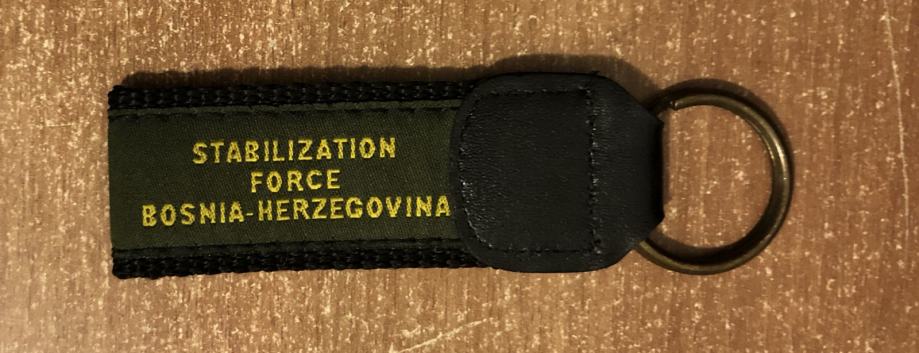 STABILIZATION
FORCE
BOSNIA-HERZEGOVINA